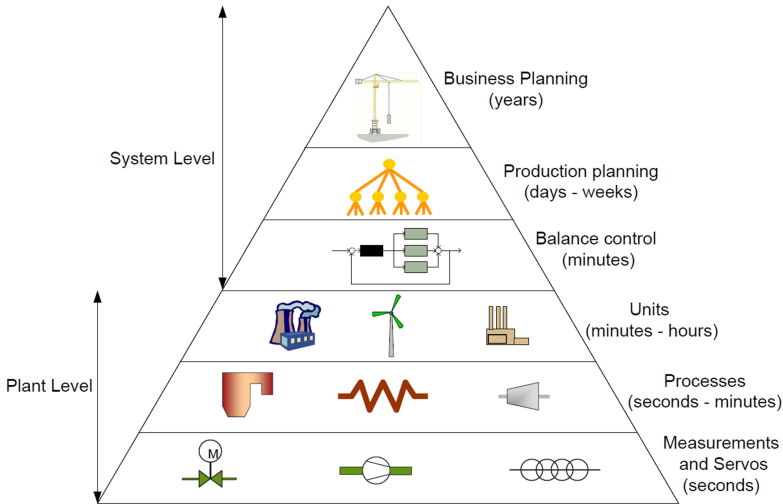 Business Planning
(years)
System Level
Production planning
(days - weeks)
Balance control
(minutes)
Units
(minutes - hours)
Plant Level
Processes
(seconds - minutes)
Measurements
and Servos
(seconds)
M